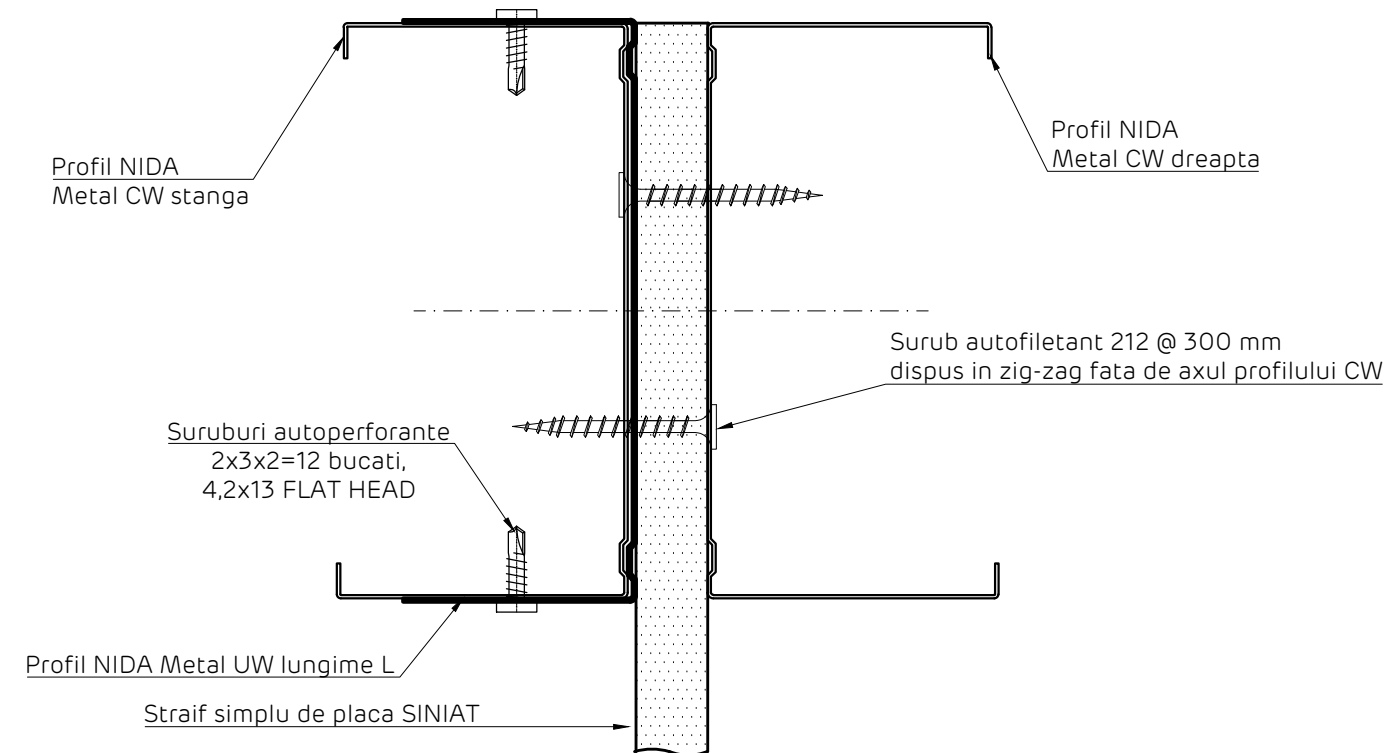 Profil NIDA
Metal CW stanga
Profil NIDA
Metal CW dreapta
Surub autofiletant 212 @ 300 mm
dispus in zig-zag fata de axul profilului CW
Suruburi autoperforante
2x3x2=12 bucati,
4,2x13 FLAT HEAD
Profil NIDA Metal UW lungime L
Straif simplu de placa SINIAT